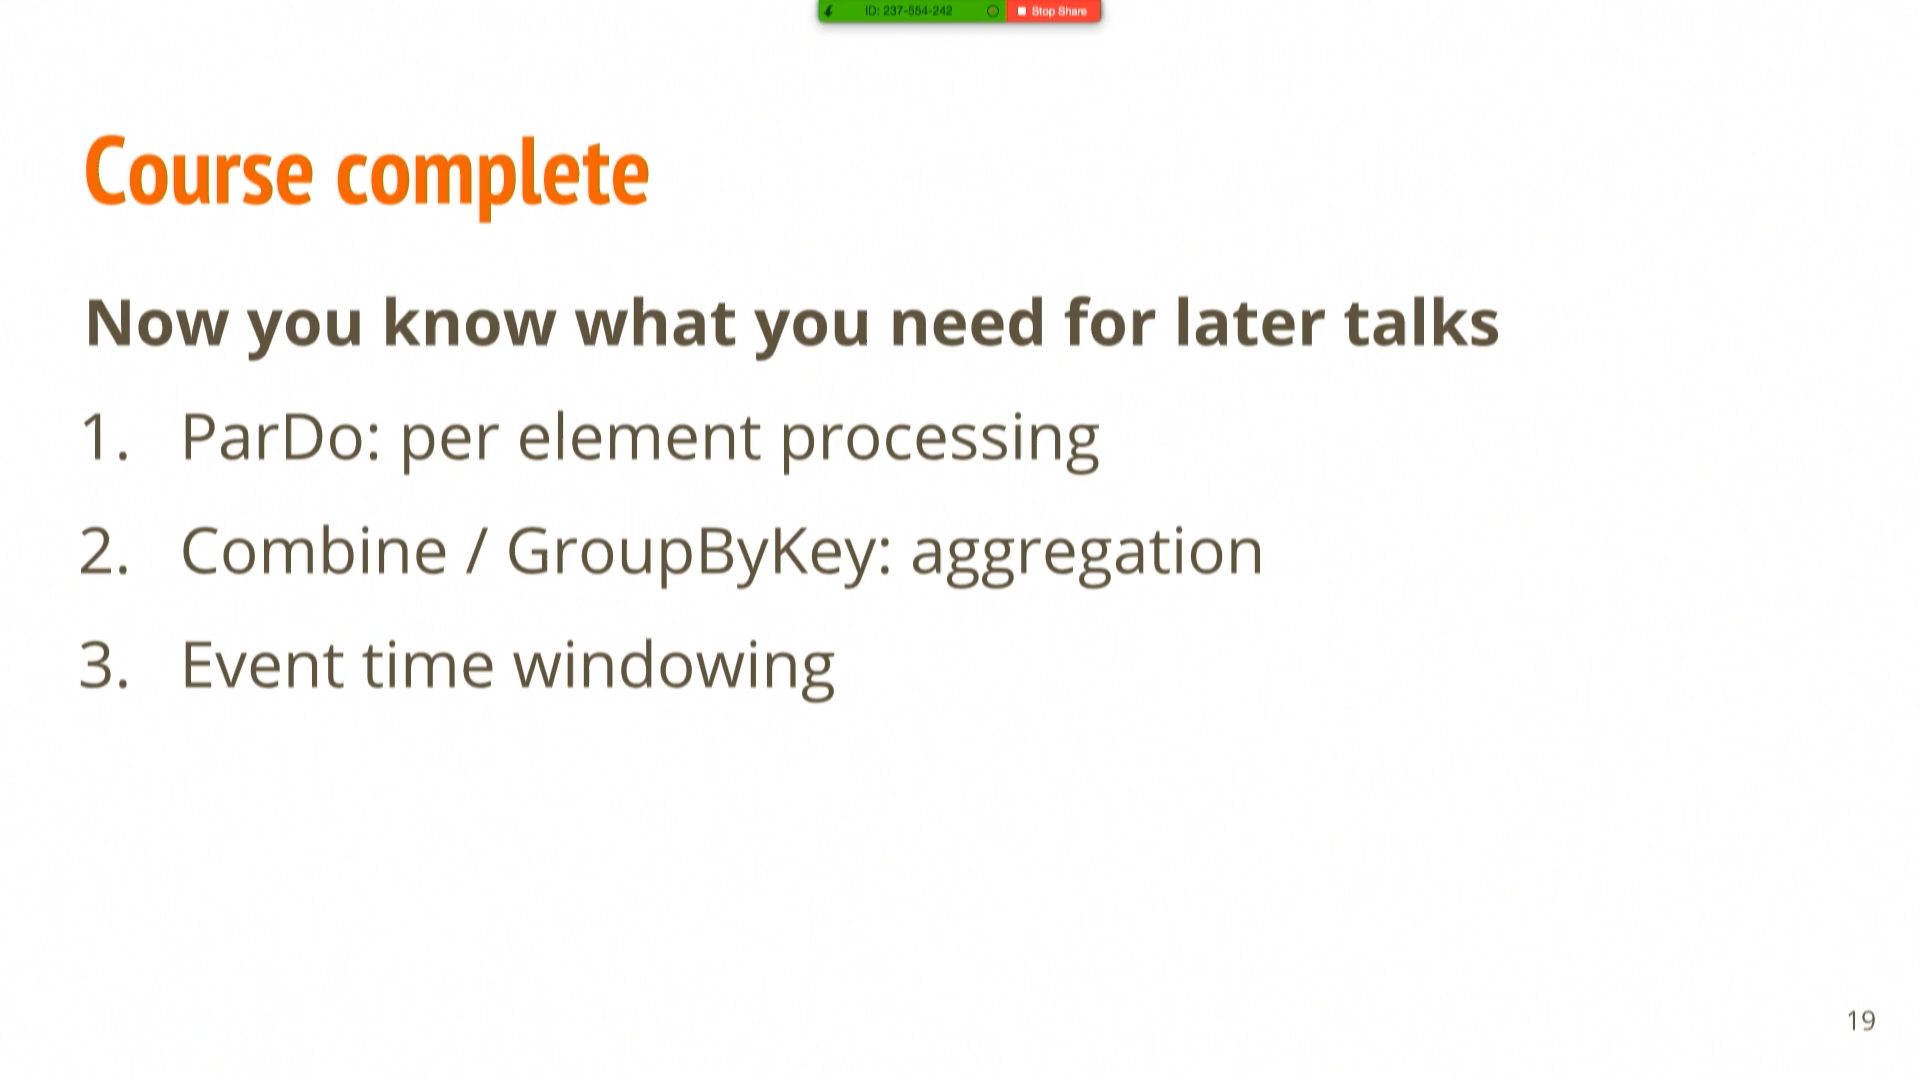 ID: 237-554-242 Stop Share
Course complete
Now you know what you need for later talks
1. ParDo: per element processing
2. Combine / GroupByKey: aggregation
3. Event time windowing
19